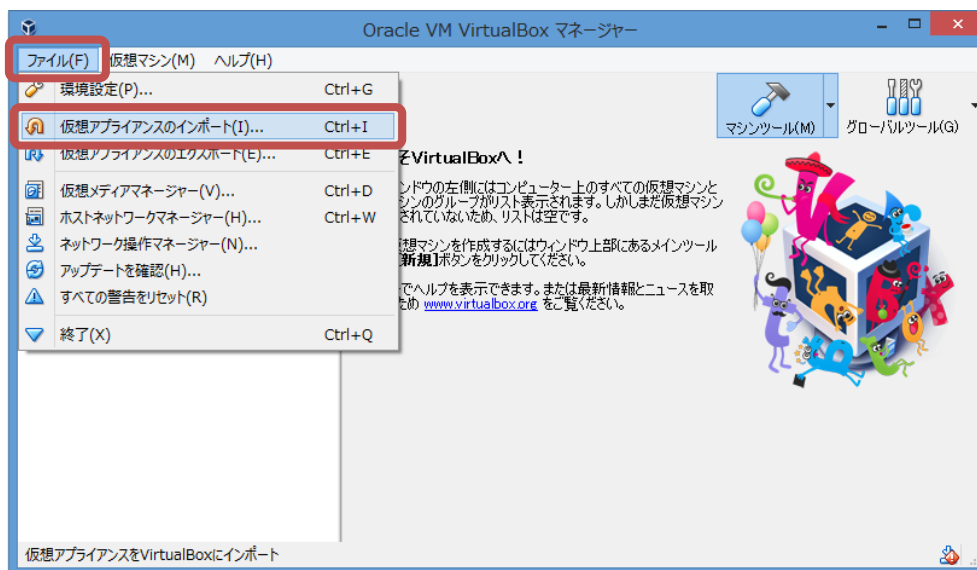 Oracle VM VirtualBox マネージャー
ファイル(F) 仮想マシン(M) ヘルプ(H)
環境設定(P)... Ctrl+G
仮想アプライアンスのインポート(I)... Ctrl+I
仮想アプライアンスのエクスポート(E)... Ctrl+E
仮想メディアマネージャー(V)... Ctrl+D
ホストネットワークマネージャー(H)... Ctrl+W
ネットワーク操作マネージャー(N)...
アップデートを確認(H)...
すべての警告をリセット(R)
終了(X) Ctrl+Q
マシンツール(M) グローバルツール(G)
そVirtualBoxへ！
ンドウの左側にはコンピューター上のすべての仮想マシンと
シンのグループがリスト表示されます。しかしまだ仮想マシン
されていないため、リストは空です。
想マシンを作成するにはウィンドウ上部にあるメインツール
新規]ボタンをクリックしてください。
でヘルプを表示できます。または最新情報とニュースを取
ため www.virtualbox.org をご覧ください。
仮想アプライアンスをVirtualBoxにインポート